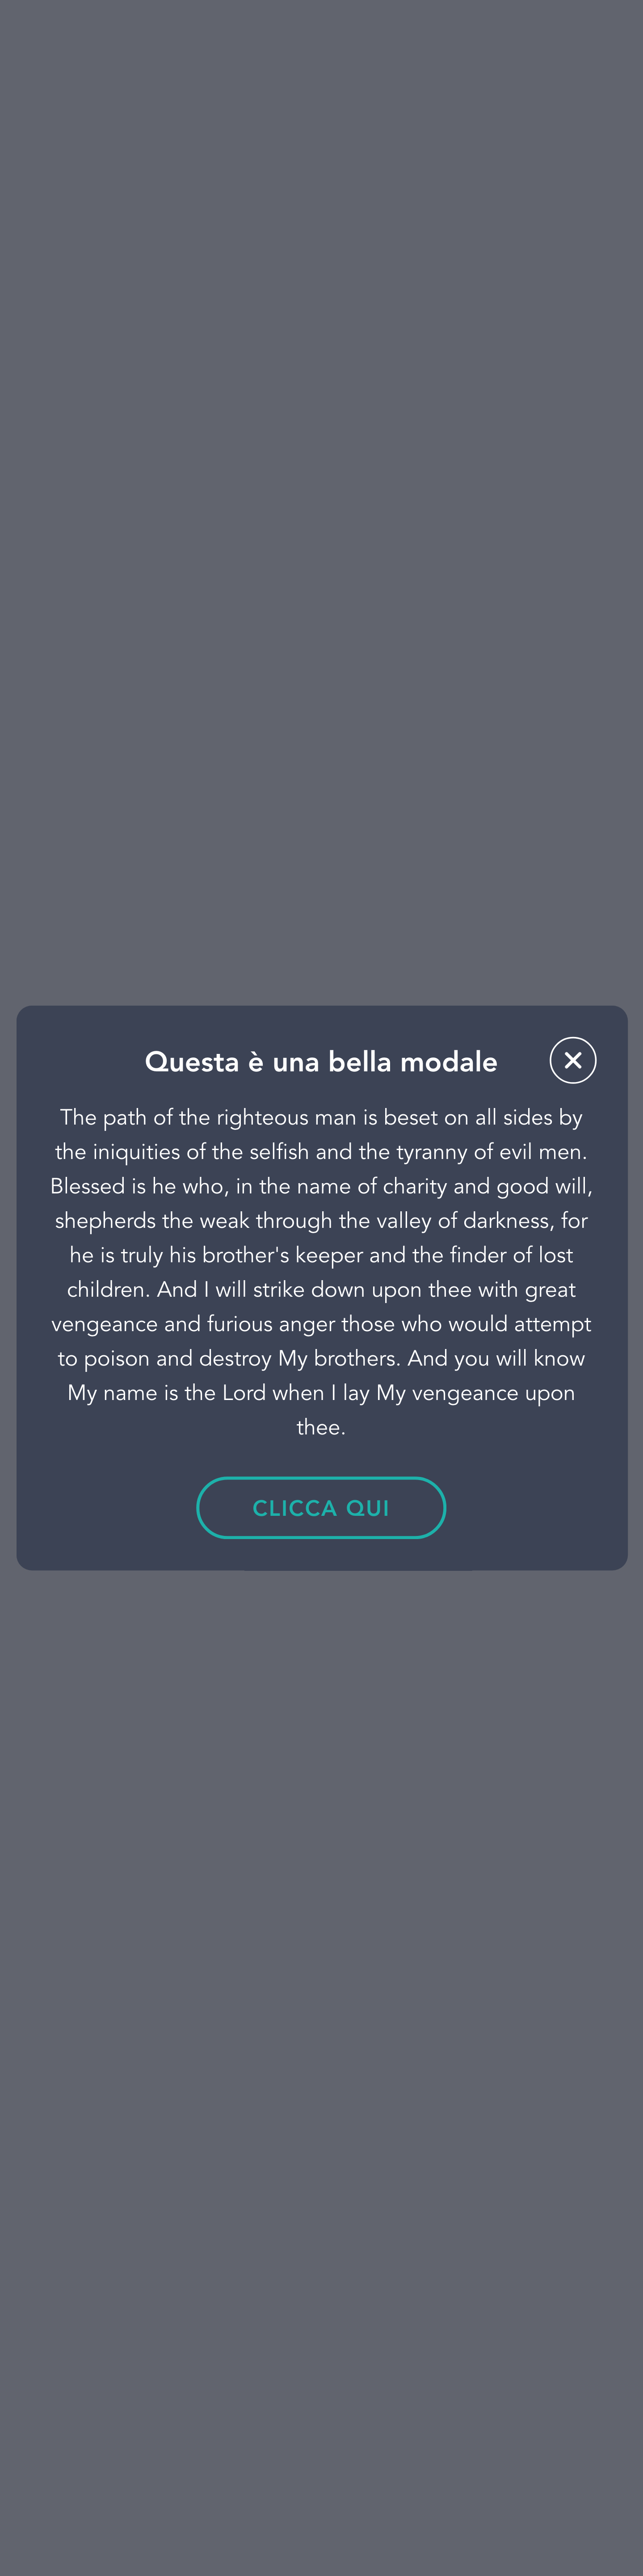 Questa è una bella modale
The path of the righteous man is beset on all sides by
the iniquities of the selfish and the tyranny of evil men.
Blessed is he who, in the name of charity and good will,
shepherds the weak through the valley of darkness, for
he is truly his brother's keeper and the finder of lost
children. And I will strike down upon thee with great
vengeance and furious anger those who would attempt
to poison and destroy My brothers. And you will know
My name is the Lord when I lay My vengeance upon
thee.
CLICCA QUI